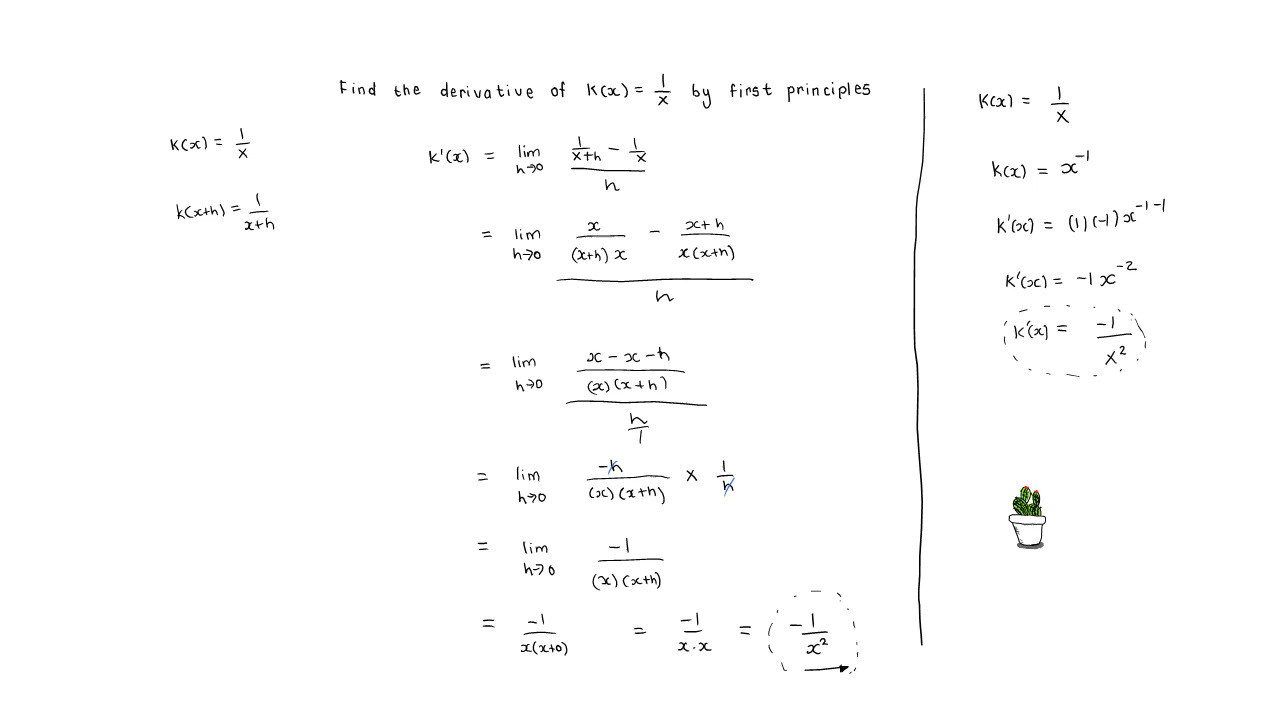 Find the derivative of K(x) = 1/x by first principles
K(x) = 1/x
K(x+h) = 1/(x+h)
K'(x) = lim h→0 (1/(x+h) - 1/x)/h
= lim h→0 (x/((x+h)x) - (x+h)/(x(x+h)))/h
= lim h→0 ((x-x-h)/((x)(x+h)))/(h/1)
= lim h→0 -h/((x)(x+h)) × 1/h
= lim h→0 -1/((x)(x+h))
= -1/(x(x+0)) = -1/(x·x) = -1/x²
K(x) = 1/x
K(x) = x⁻¹
K'(x) = (1)(-1)x⁻¹⁻¹
K'(x) = -1x⁻²
K'(x) = -1/x²